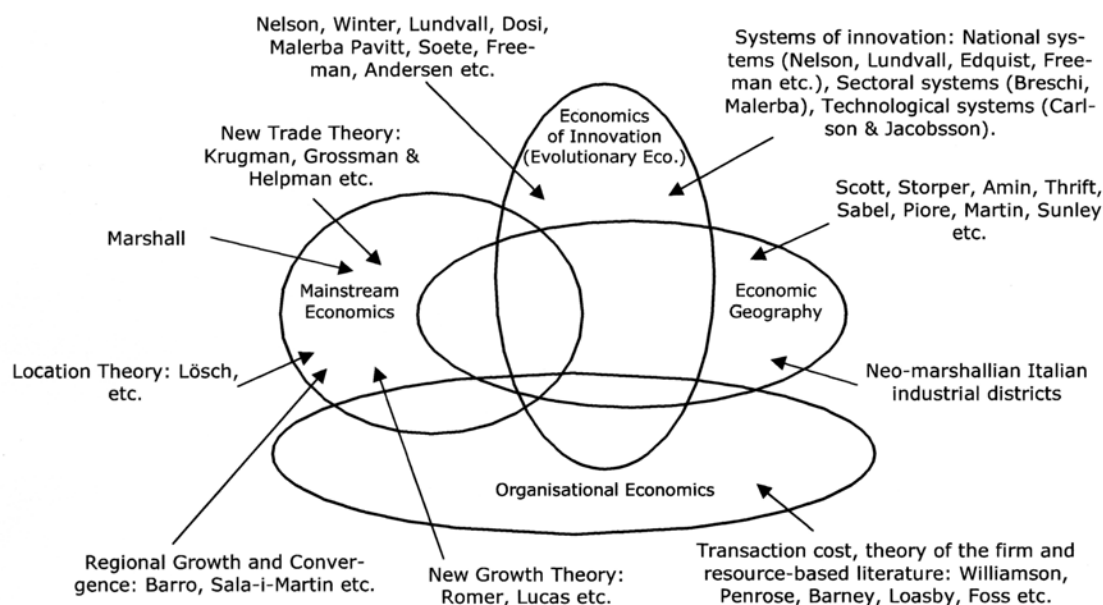 Nelson, Winter, Lundvall, Dosi,
Malerba Pavitt, Soete, Free-
man, Andersen etc.
Systems of innovation: National sys-
tems (Nelson, Lundvall, Edquist, Free-
man etc.), Sectoral systems (Breschi,
Malerba), Technological systems (Carl-
son & Jacobsson).
Economics
of Innovation
(Evolutionary Eco.)
New Trade Theory:
Krugman, Grossman &
Helpman etc.
Scott, Storper, Amin, Thrift,
Sabel, Piore, Martin, Sunley
etc.
Marshall
Mainstream
Economics
Economic
Geography
Location Theory: Lösch,
etc.
Neo-marshallian Italian
industrial districts
Organisational Economics
Regional Growth and Conver-
gence: Barro, Sala-i-Martin etc.
New Growth Theory:
Romer, Lucas etc.
Transaction cost, theory of the firm and
resource-based literature: Williamson,
Penrose, Barney, Loasby, Foss etc.